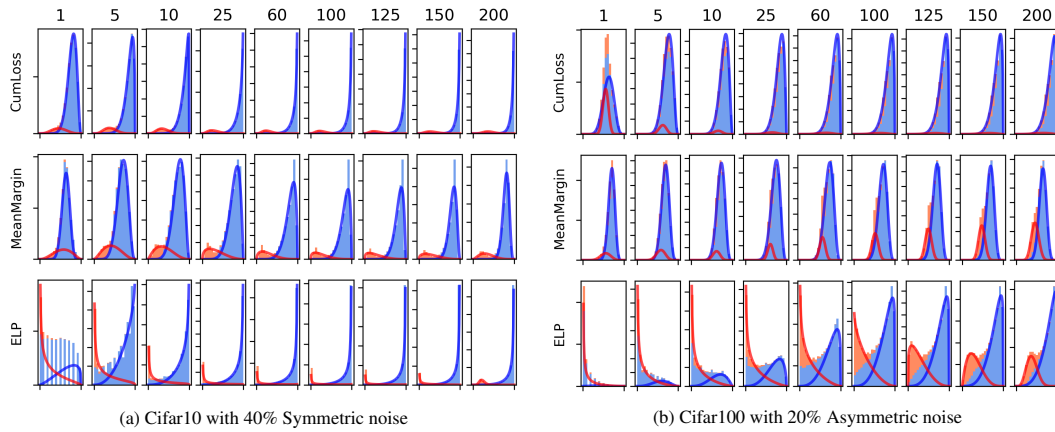 1 5 10 25 60 100 125 150 200
CumLoss
MeanMargin
ELP
(a) Cifar10 with 40% Symmetric noise
1 5 10 25 60 100 125 150 200
CumLoss
MeanMargin
ELP
(b) Cifar100 with 20% Asymmetric noise